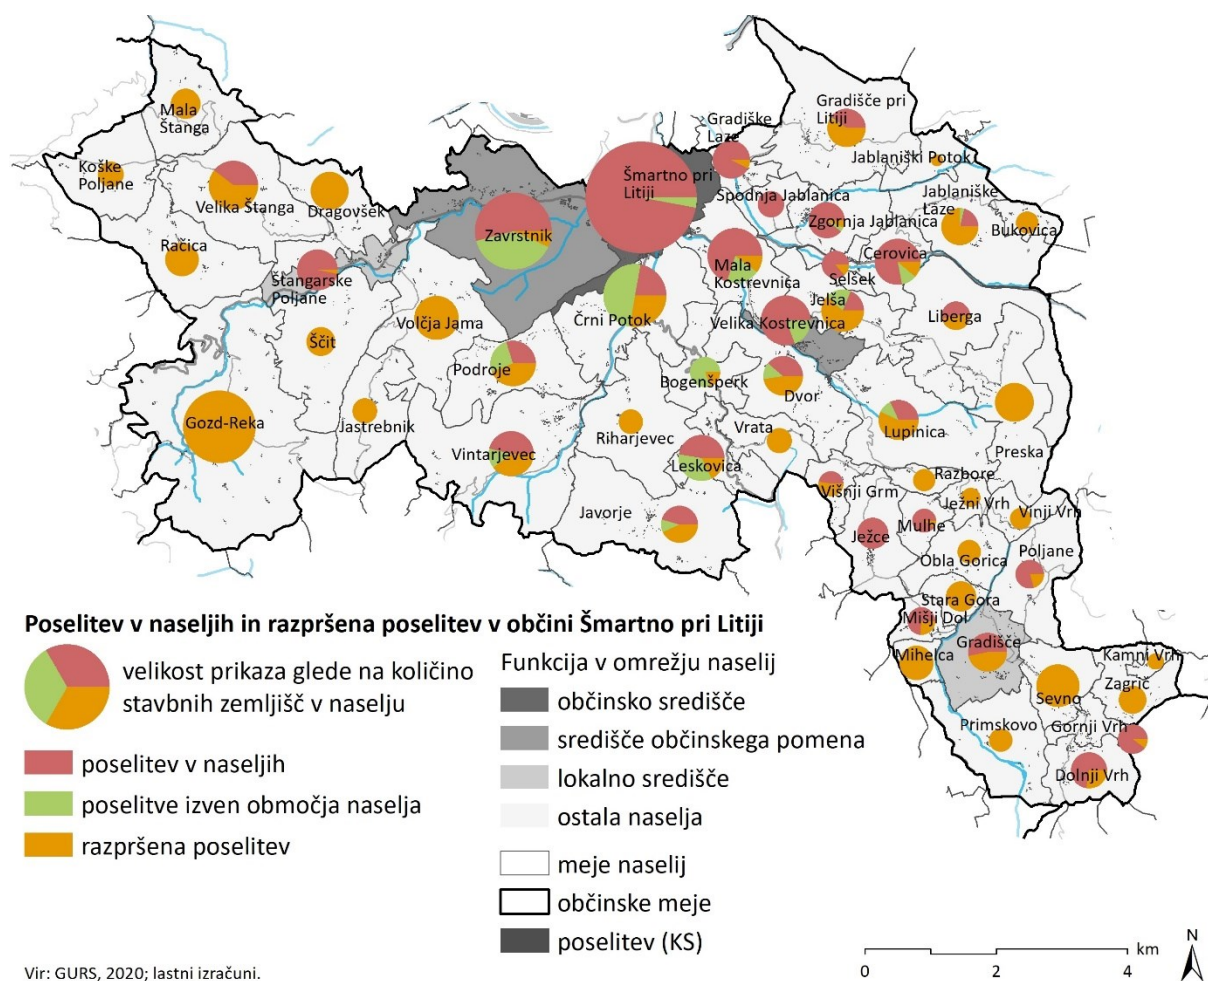 Mala
Štanga
Koške
Poljane
Velika Štanga
Dragovšek
Račica
Štangarske
Poljane
Ščit
Gozd-Reka
Jastrebnik
Volčja Jama
Zavrstnik
Podroje
Vintarjevec
Črni Potok
Šmartno pri
Litiji
Gradiške
Laze
Gradišče pri
Litiji
Jablaniški Potok
Spodnja Jablanica
Zgornja Jablanica
Jablaniške
Laze
Bukovica
Cerovica
Selšek
Mala
Kostrevnica
Jelša
Velika Kostrevnica
Liberga
Bogenšperk
Dvor
Riharjevec
Vrata
Lupinica
Preska
Leskovica
Javorje
Višnji Grm
Razbore
Ježni Vrh
Vinji Vrh
Ježce
Mulhe
Obla Gorica
Poljane
Stara Gora
Mišji Dol
Gradišče
Mihelca
Kamni Vrh
Zagrič
Sevno
Primskovo
Gornji Vrh
Dolnji Vrh
Poselitev v naseljih in razpršena poselitev v občini Šmartno pri Litiji
velikost prikaza glede na količino
stavbnih zemljišč v naselju
poselitev v naseljih
poselitve izven območja naselja
razpršena poselitev
Funkcija v omrežju naselij
občinsko središče
središče občinskega pomena
lokalno središče
ostala naselja
meje naselij
občinske meje
poselitev (KS)
km
0 2 4
N
Vir: GURS, 2020; lastni izračuni.